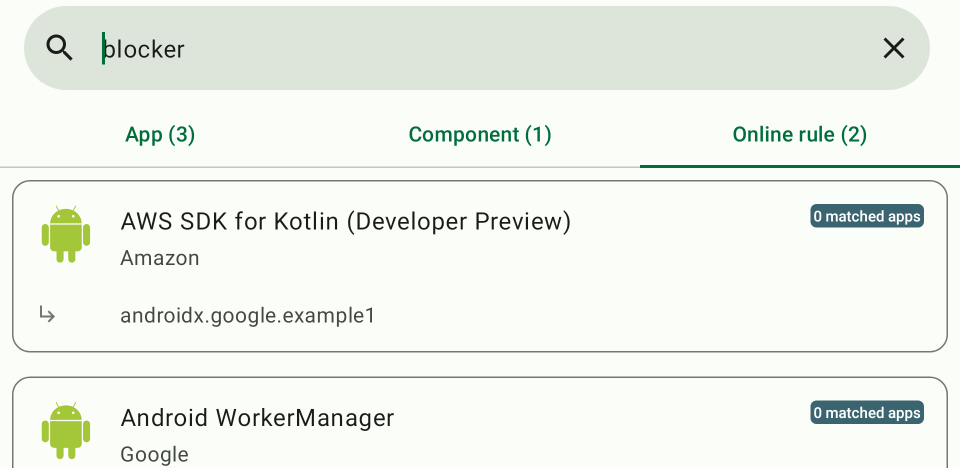 blocker
App (3)
Component (1)
Online rule (2)
AWS SDK for Kotlin (Developer Preview)
0 matched apps
Amazon
androidx.google.example1
Android WorkerManager
0 matched apps
Google